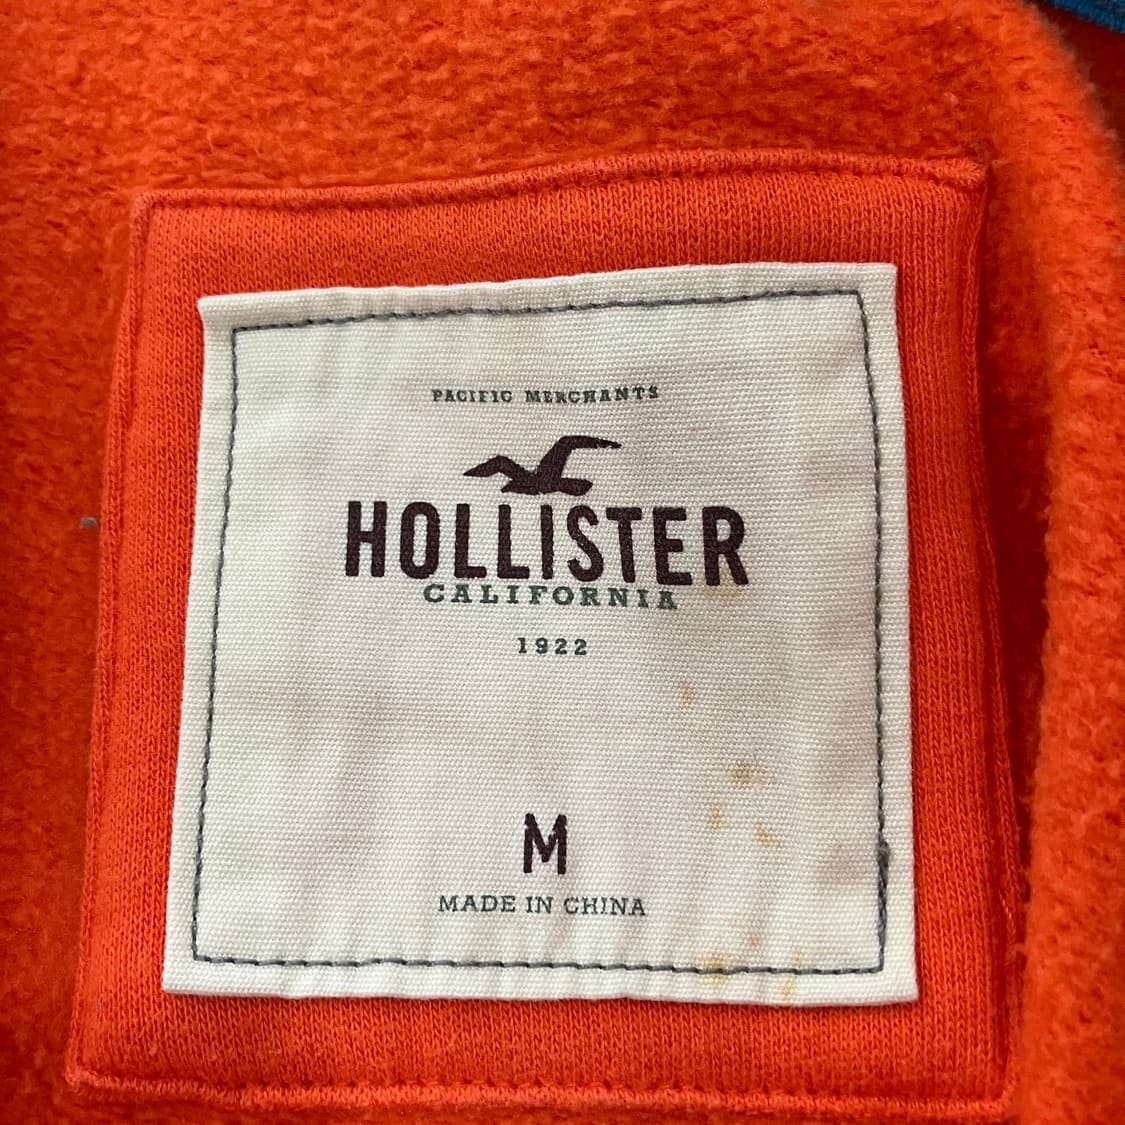 PACIFIC MERCHANTS
HOLLISTER
CALIFORNIA
1922
M
MADE IN CHINA